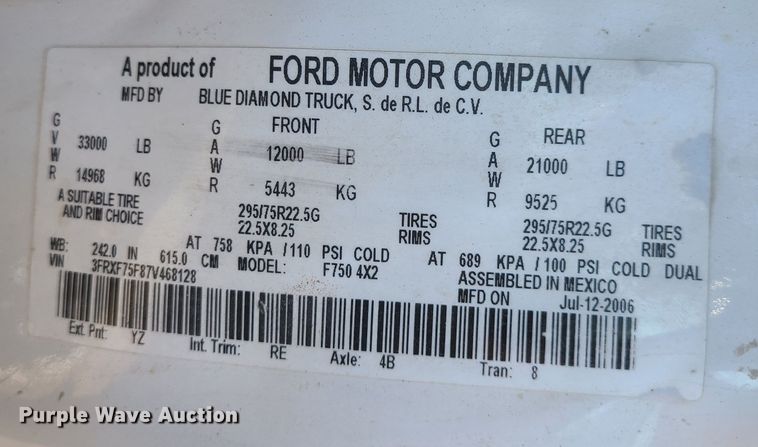 A product of FORD MOTOR COMPANY
MFD BY BLUE DIAMOND TRUCK, S. de R.L. de C.V.
GVWR 33000 LB 14968 KG
GAWR FRONT 12000 LB 5443 KG
GAWR REAR 21000 LB 9525 KG
A SUITABLE TIRE AND RIM CHOICE
295/75R22.5G TIRES 295/75R22.5G TIRES
22.5X8.25 RIMS 22.5X8.25 RIMS
AT 758 KPA / 110 PSI COLD AT 689 KPA / 100 PSI COLD DUAL
WB: 242.0 IN 615.0 CM MODEL: F750 4X2 ASSEMBLED IN MEXICO
VIN 3FRXF75F87V468128 MFD ON Jul-12-2006
Ext. Pnt: YZ Int. Trim: RE Axle: 4B Tran: 8
Purple Wave Auction